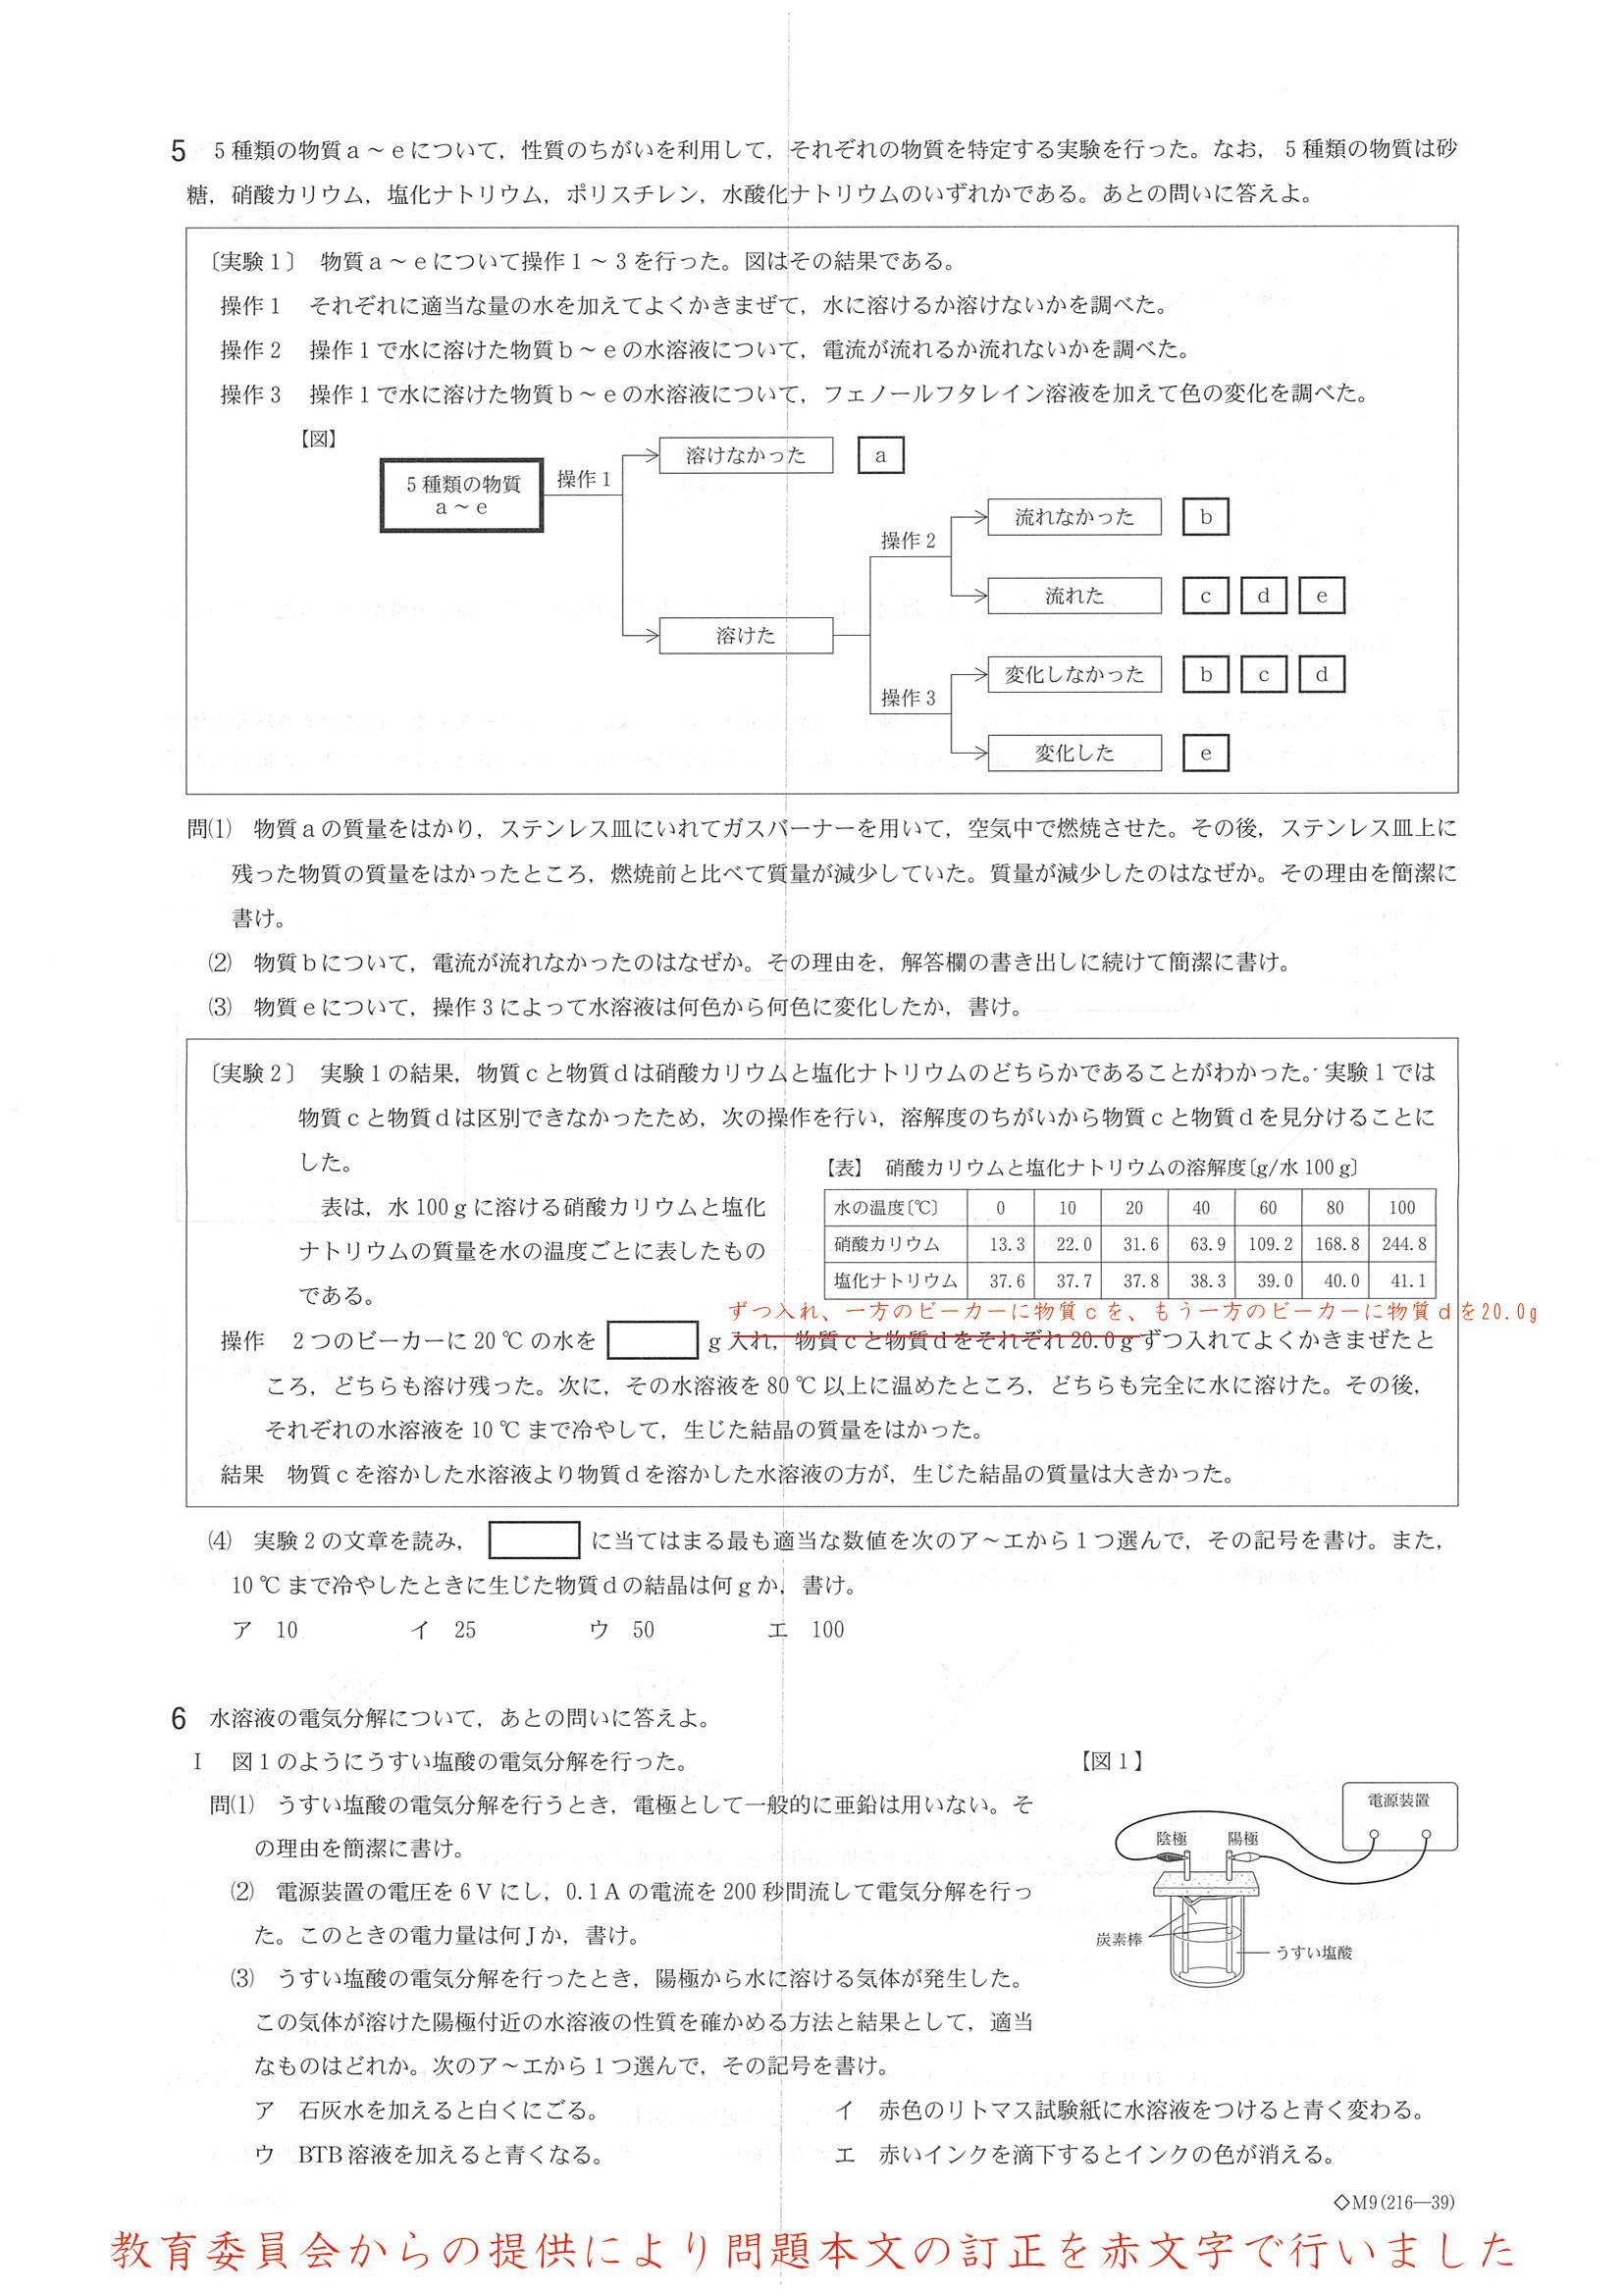 5　5種類の物質a～eについて，性質のちがいを利用して，それぞれの物質を特定する実験を行った。なお，5種類の物質は砂
糖，硝酸カリウム，塩化ナトリウム，ポリスチレン，水酸化ナトリウムのいずれかである。あとの問いに答えよ。
〔実験1〕　物質a～eについて操作1～3を行った。図はその結果である。
操作1　それぞれに適当な量の水を加えてよくかきまぜて，水に溶けるか溶けないかを調べた。
操作2　操作1で水に溶けた物質b～eの水溶液について，電流が流れるか流れないかを調べた。
操作3　操作1で水に溶けた物質b～eの水溶液について，フェノールフタレイン溶液を加えて色の変化を調べた。
【図】
5種類の物質
a～e
操作1
溶けなかった　a
溶けた
操作2
流れなかった　b
流れた　c　d　e
操作3
変化しなかった　b　c　d
変化した　e
問⑴　物質aの質量をはかり，ステンレス皿にいれてガスバーナーを用いて，空気中で燃焼させた。その後，ステンレス皿上に
残った物質の質量をはかったところ，燃焼前と比べて質量が減少していた。質量が減少したのはなぜか。その理由を簡潔に
書け。
⑵　物質bについて，電流が流れなかったのはなぜか。その理由を，解答欄の書き出しに続けて簡潔に書け。
⑶　物質eについて，操作3によって水溶液は何色から何色に変化したか，書け。
〔実験2〕　実験1の結果，物質cと物質dは硝酸カリウムと塩化ナトリウムのどちらかであることがわかった。実験1では
物質cと物質dは区別できなかったため，次の操作を行い，溶解度のちがいから物質cと物質dを見分けることに
した。
表は，水100gに溶ける硝酸カリウムと塩化
ナトリウムの質量を水の温度ごとに表したもの
である。
【表】　硝酸カリウムと塩化ナトリウムの溶解度〔g/水100g〕
水の温度〔℃〕　0　10　20　40　60　80　100
硝酸カリウム　13.3　22.0　31.6　63.9　109.2　168.8　244.8
塩化ナトリウム　37.6　37.7　37.8　38.3　39.0　40.0　41.1
ずつ入れ、一方のビーカーに物質cを、もう一方のビーカーに物質dを20.0g
操作　2つのビーカーに20℃の水を　g入れ，物質cと物質dをそれぞれ20.0gずつ入れてよくかきまぜたと
ころ，どちらも溶け残った。次に，その水溶液を80℃以上に温めたところ，どちらも完全に水に溶けた。その後，
それぞれの水溶液を10℃まで冷やして，生じた結晶の質量をはかった。
結果　物質cを溶かした水溶液より物質dを溶かした水溶液の方が，生じた結晶の質量は大きかった。
⑷　実験2の文章を読み，　に当てはまる最も適当な数値を次のア～エから1つ選んで，その記号を書け。また，
10℃まで冷やしたときに生じた物質dの結晶は何gか，書け。
ア　10　イ　25　ウ　50　エ　100
6　水溶液の電気分解について，あとの問いに答えよ。
Ⅰ　図1のようにうすい塩酸の電気分解を行った。
問⑴　うすい塩酸の電気分解を行うとき，電極として一般的に亜鉛は用いない。そ
の理由を簡潔に書け。
⑵　電源装置の電圧を6Vにし，0.1Aの電流を200秒間流して電気分解を行っ
た。このときの電力量は何Jか，書け。
⑶　うすい塩酸の電気分解を行ったとき，陽極から水に溶ける気体が発生した。
この気体が溶けた陽極付近の水溶液の性質を確かめる方法と結果として，適当
なものはどれか。次のア～エから1つ選んで，その記号を書け。
【図1】
電源装置
陰極　陽極
炭素棒
うすい塩酸
ア　石灰水を加えると白くにごる。　イ　赤色のリトマス試験紙に水溶液をつけると青く変わる。
ウ　BTB溶液を加えると青くなる。　エ　赤いインクを滴下するとインクの色が消える。
◇M9(216―39)
教育委員会からの提供により問題本文の訂正を赤文字で行いました